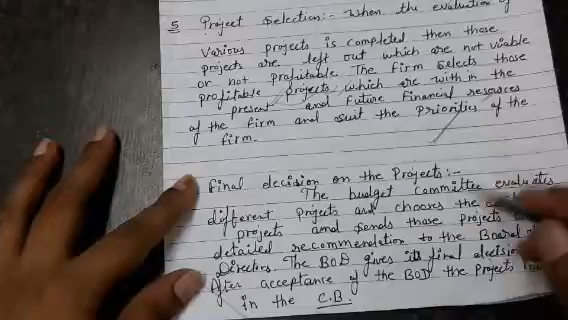 5 Project Selection:- When the evaluation of
various projects is completed then those
projects are left out which are not viable
or not profitable. The firm selects those
profitable projects which are within the
present and Future Financial resources
of the firm and suit the Priorities of the
firm.
Final decision on the Projects:-
The budget committee evaluates
different projects and chooses the
projects and sends those projects
detailed recommendation to the Board of
Directors. The BOD gives its final decision
After acceptance of the BOD the projects
in the C.B.